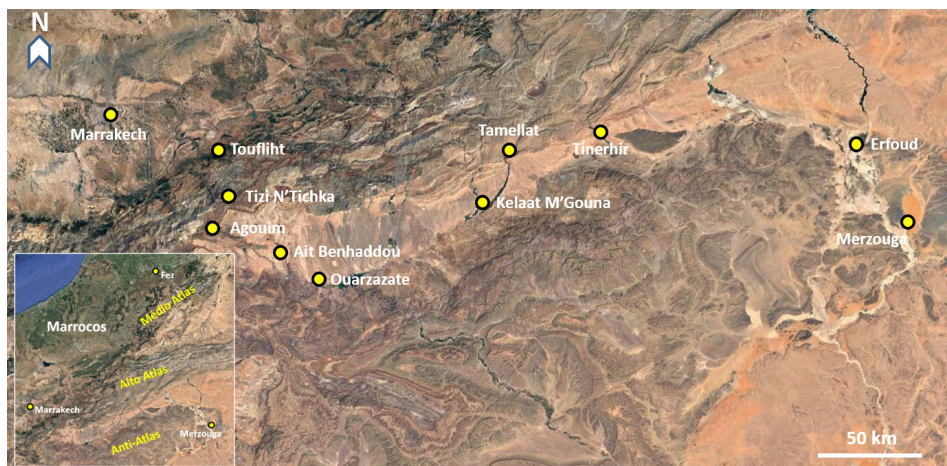 N
Marrakech
Toufliht
Tamellat
Tinerhir
Erfoud
Tizi N'Tichka
Kelaat M'Gouna
Agouim
Merzouga
Ait Benhaddou
Ouarzazate
Fez
Médio Atlas
Marrocos
Alto Atlas
Marrakech
Merzouga
Anti-Atlas
50 km